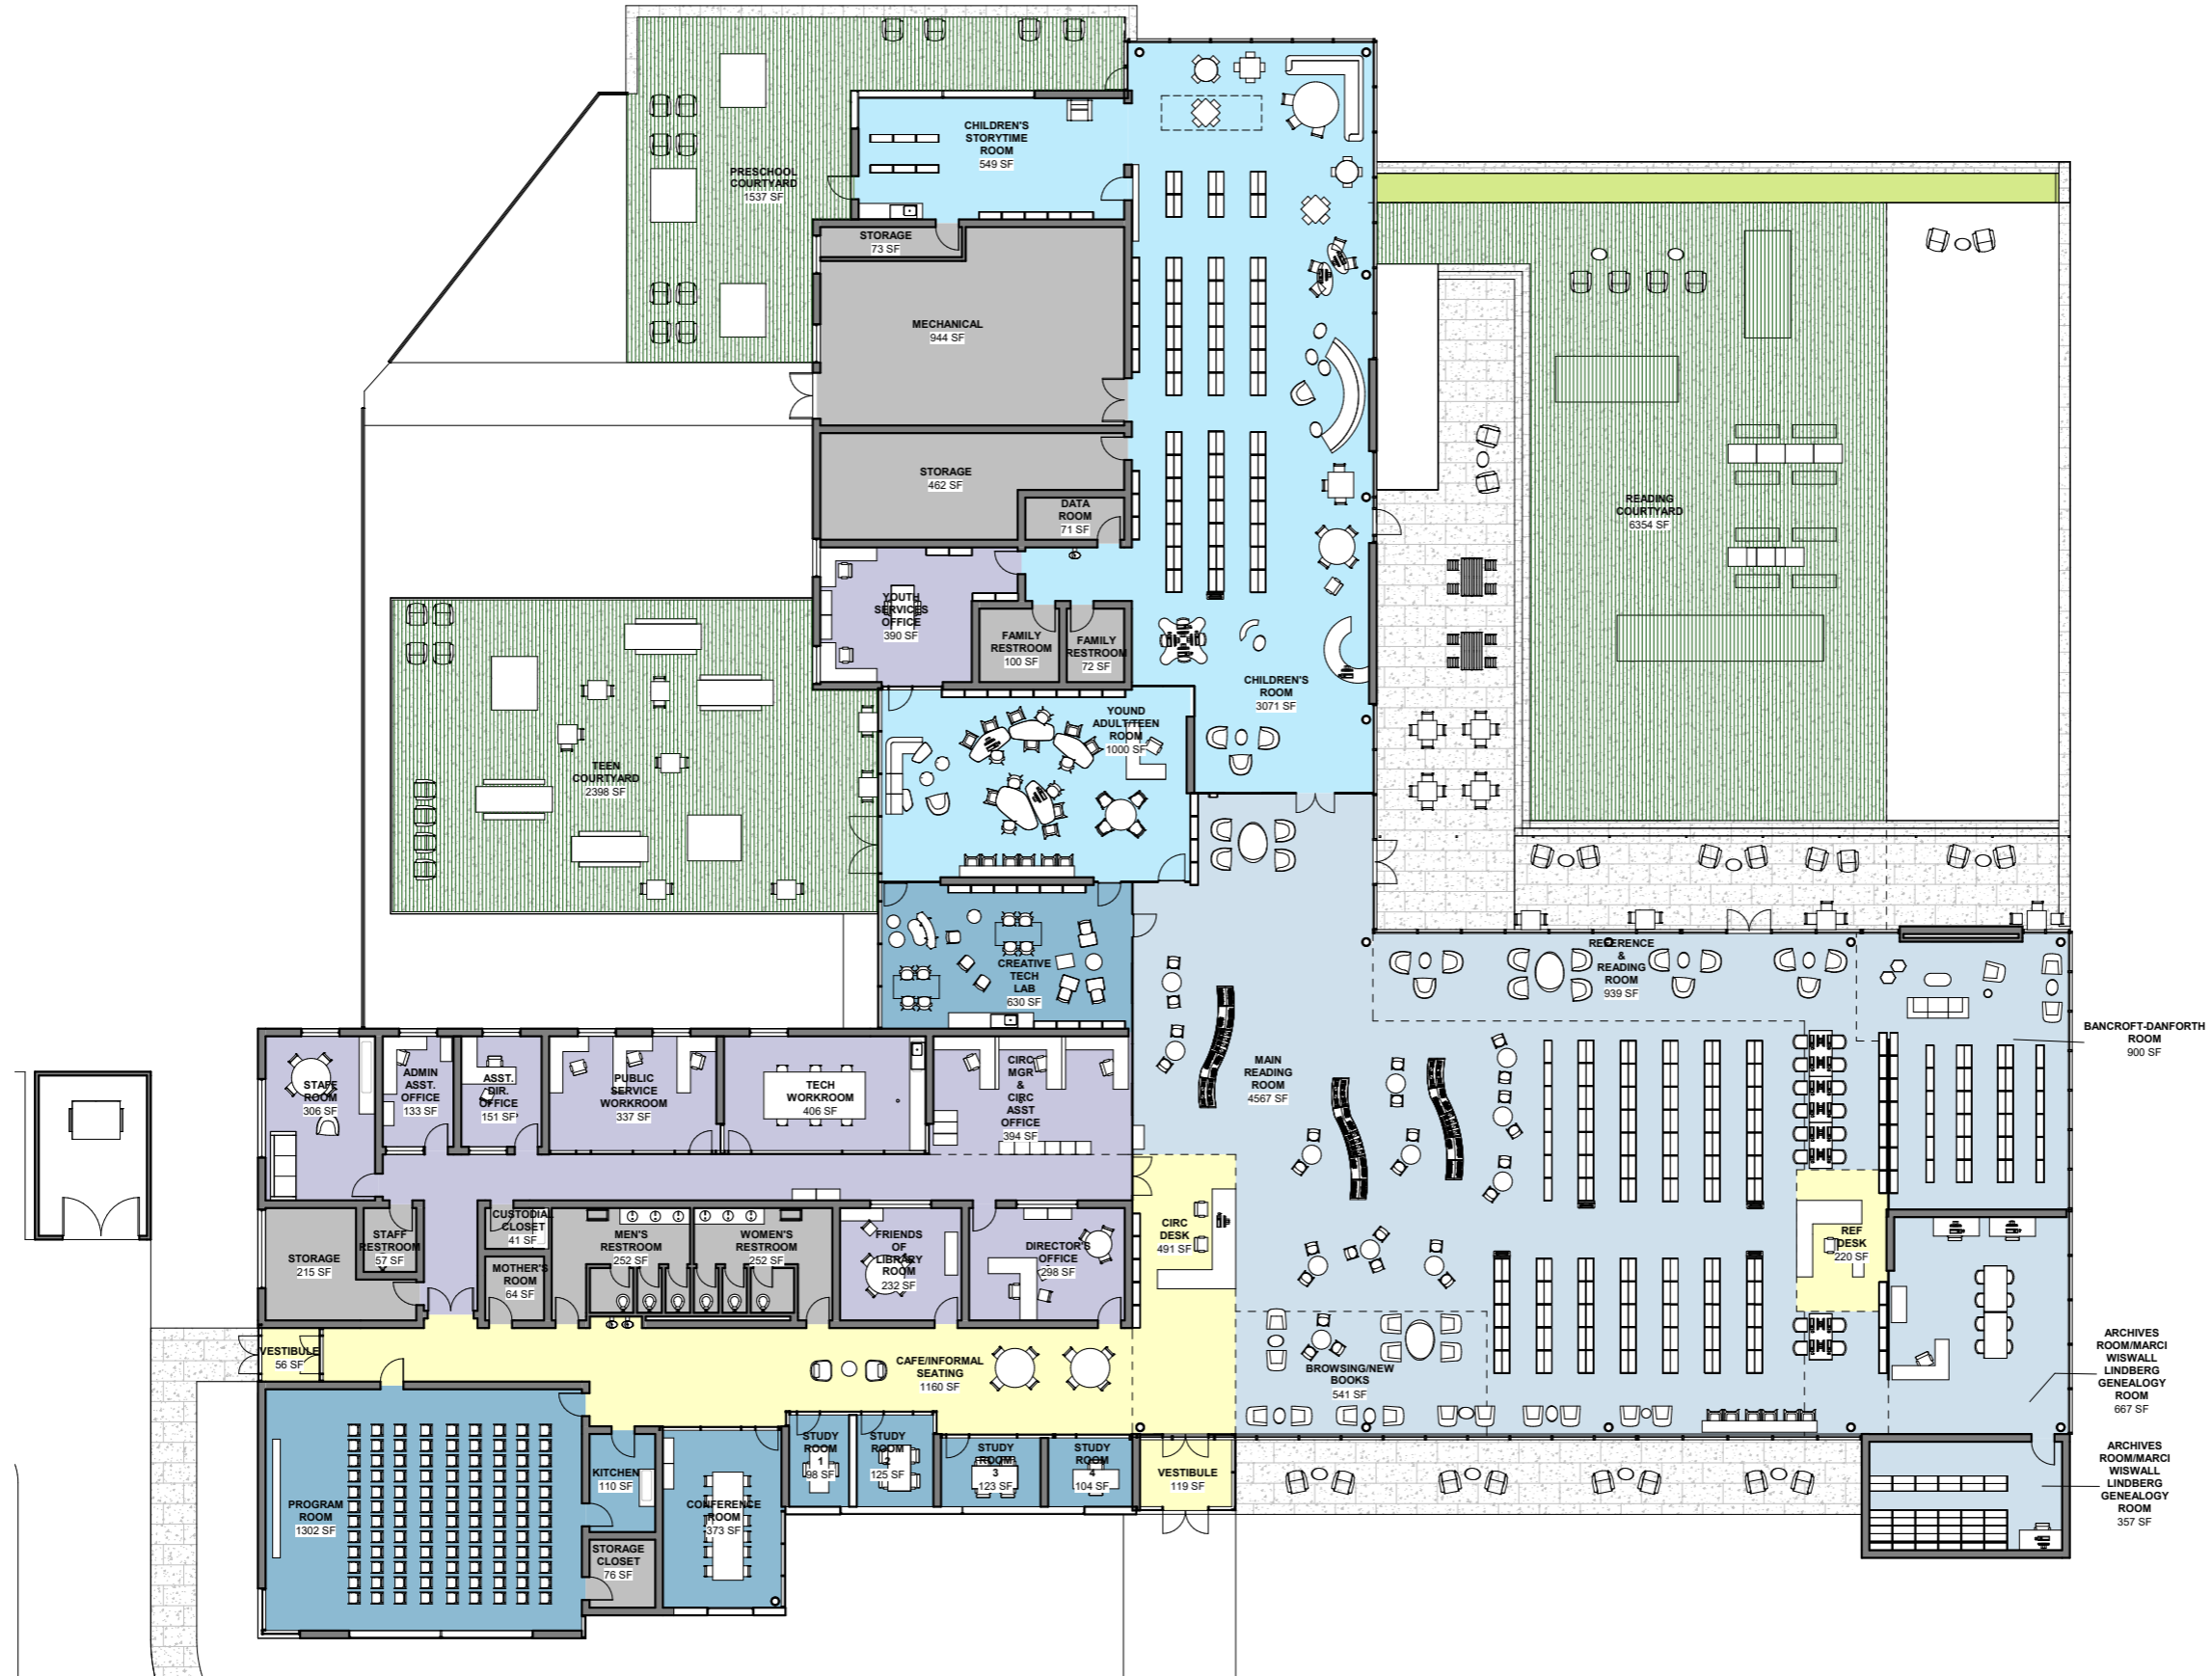 CHILDREN'S
STORYTIME
ROOM
549 SF
PRESCHOOL
COURTYARD
1537 SF
STORAGE
73 SF
MECHANICAL
944 SF
STORAGE
462 SF
DATA
ROOM
71 SF
READING
COURTYARD
6354 SF
YOUTH
SERVICES
OFFICE
390 SF
FAMILY
RESTROOM
100 SF
FAMILY
RESTROOM
72 SF
CHILDREN'S
ROOM
3071 SF
YOUND
ADULT/TEEN
ROOM
1000 SF
TEEN
COURTYARD
2398 SF
CREATIVE
TECH
LAB
630 SF
REFERENCE
&
READING
ROOM
939 SF
BANCROFT-DANFORTH
ROOM
900 SF
MAIN
READING
ROOM
4567 SF
STAFF
ROOM
306 SF
ADMIN
ASST.
OFFICE
133 SF
ASST.
DIR.
OFFICE
151 SF
PUBLIC
SERVICE
WORKROOM
337 SF
TECH
WORKROOM
406 SF
CIRC
MGR
&
CIRC
ASST
OFFICE
394 SF
STORAGE
215 SF
STAFF
RESTROOM
57 SF
CUSTODIAL
CLOSET
41 SF
MOTHER'S
ROOM
64 SF
MEN'S
RESTROOM
252 SF
WOMEN'S
RESTROOM
252 SF
FRIENDS
OF
LIBRARY
ROOM
232 SF
DIRECTOR'S
OFFICE
298 SF
CIRC
DESK
491 SF
REF
DESK
220 SF
VESTIBULE
56 SF
CAFE/INFORMAL
SEATING
1160 SF
BROWSING/NEW
BOOKS
541 SF
ARCHIVES
ROOM/MARCI
WISWALL
LINDBERG
GENEALOGY
ROOM
667 SF
PROGRAM
ROOM
1302 SF
KITCHEN
110 SF
STORAGE
CLOSET
76 SF
CONFERENCE
ROOM
373 SF
STUDY
ROOM
1
98 SF
STUDY
ROOM
2
125 SF
STUDY
ROOM
3
123 SF
STUDY
ROOM
4
104 SF
VESTIBULE
119 SF
ARCHIVES
ROOM/MARCI
WISWALL
LINDBERG
GENEALOGY
ROOM
357 SF